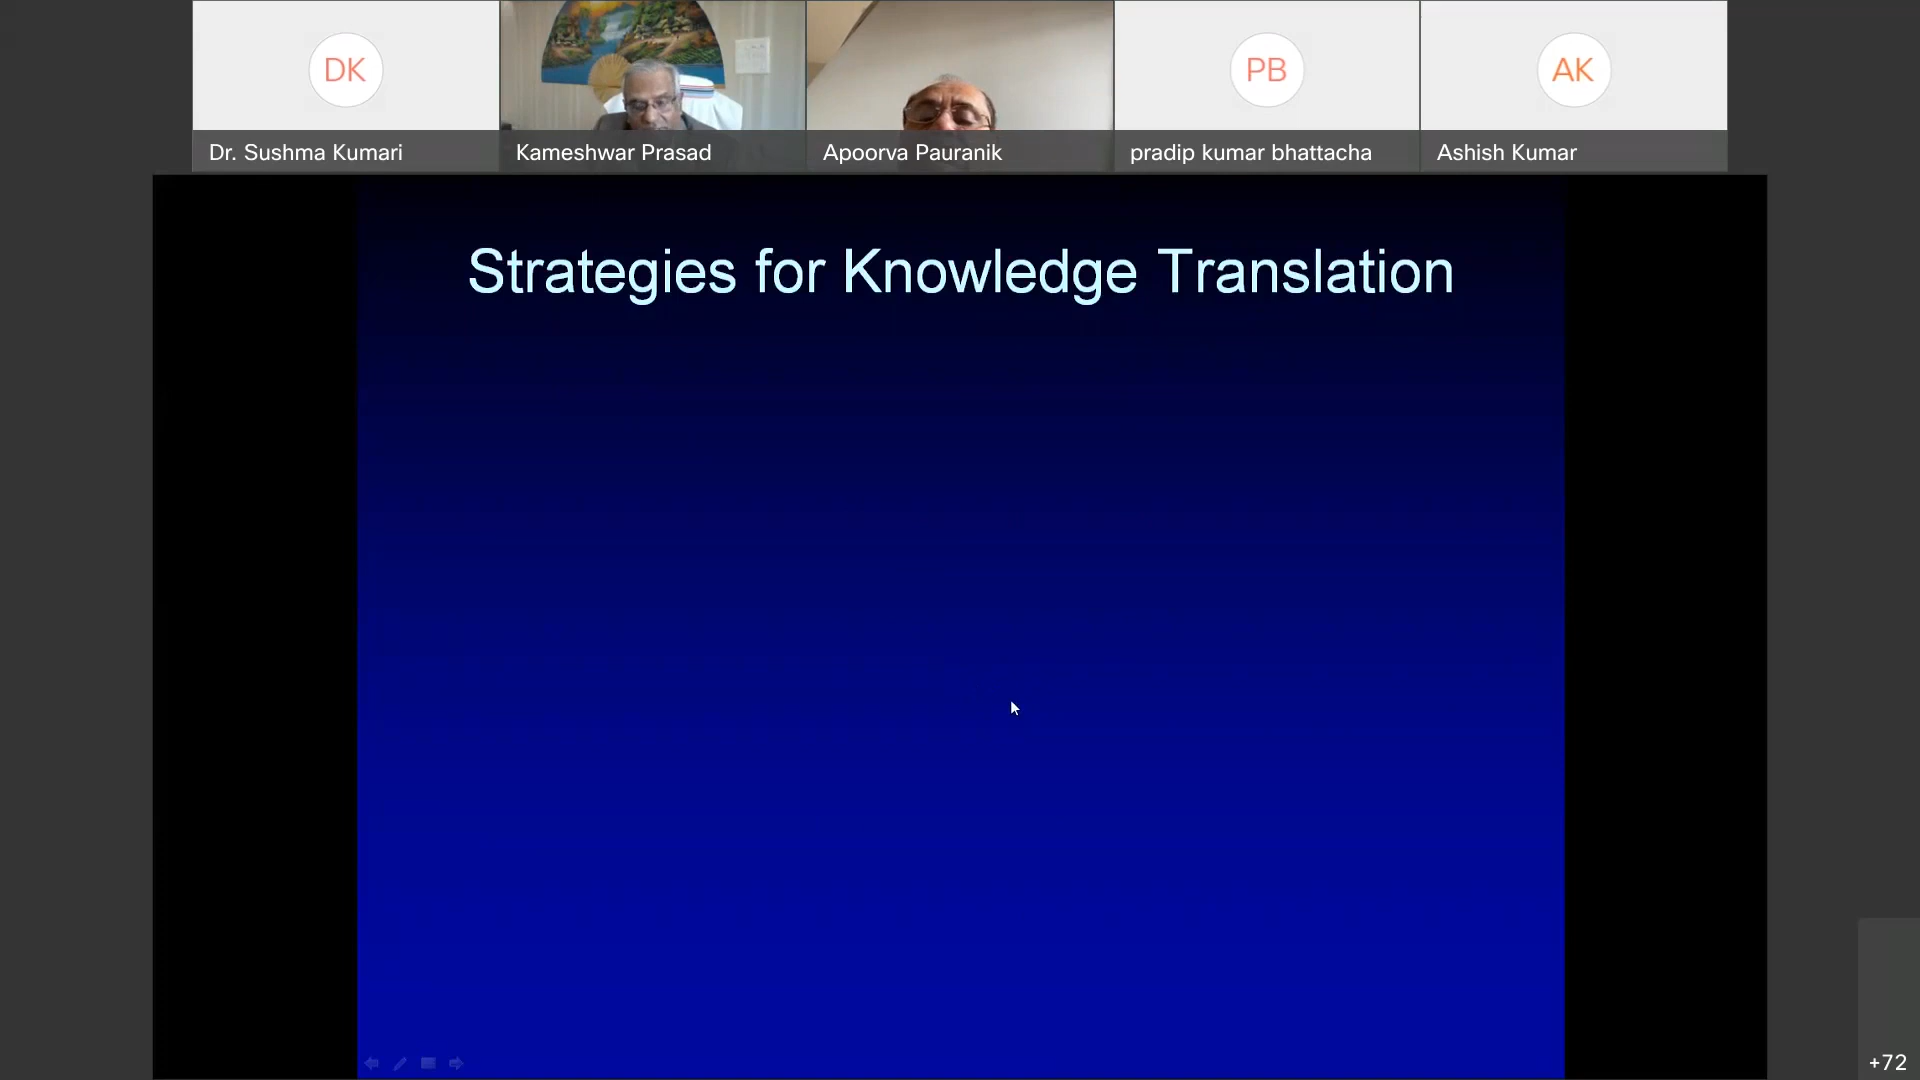 DK
PB
AK
Dr. Sushma Kumari
Kameshwar Prasad
Apoorva Pauranik
pradip kumar bhattacha
Ashish Kumar
Strategies for Knowledge Translation
+72